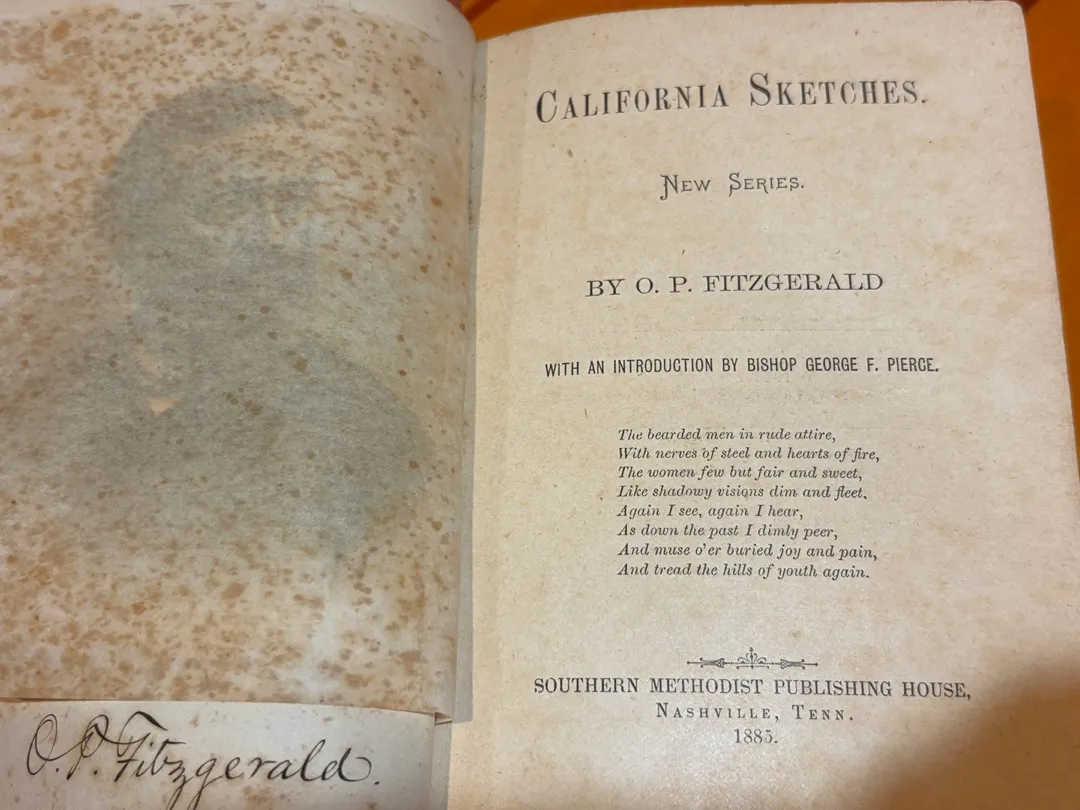 O. P. Fitzgerald.
CALIFORNIA SKETCHES.
NEW SERIES.
BY O. P. FITZGERALD
WITH AN INTRODUCTION BY BISHOP GEORGE F. PIERCE.
The bearded men in rude attire,
With nerves of steel and hearts of fire,
The women few but fair and sweet,
Like shadowy visions dim and fleet,
Again I see, again I hear,
As down the past I dimly peer,
And muse o'er buried joy and pain,
And tread the hills of youth again.
SOUTHERN METHODIST PUBLISHING HOUSE,
NASHVILLE, TENN.
1885.